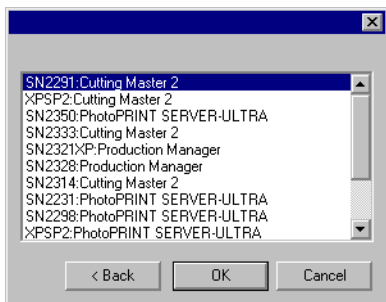 SN2291:Cutting Master 2
XPSP2:Cutting Master 2
SN2350:PhotoPRINT SERVER-ULTRA
SN2333:Cutting Master 2
SN2321XP:Production Manager
SN2328:Production Manager
SN2314:Cutting Master 2
SN2231:PhotoPRINT SERVER-ULTRA
SN2298:PhotoPRINT SERVER-ULTRA
XPSP2:PhotoPRINT SERVER-ULTRA
< Back OK Cancel